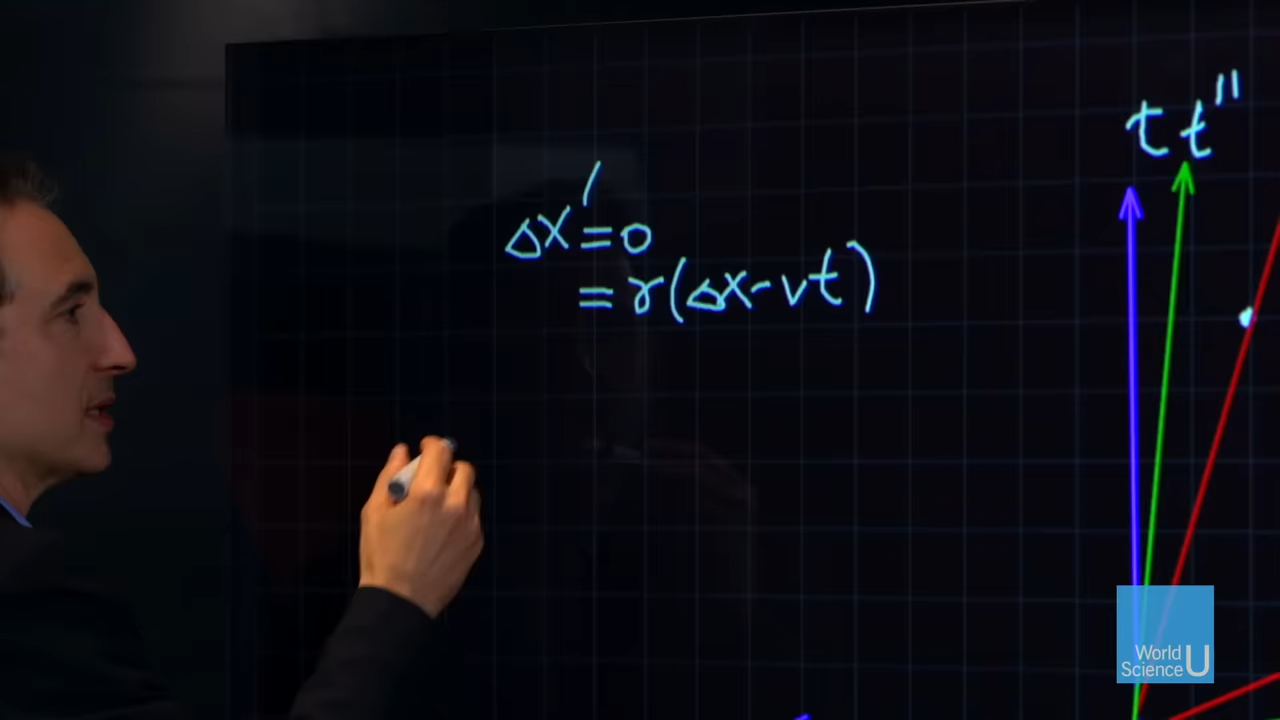 Δx′=0
=γ(Δx-vt)
t t″
World
Science U